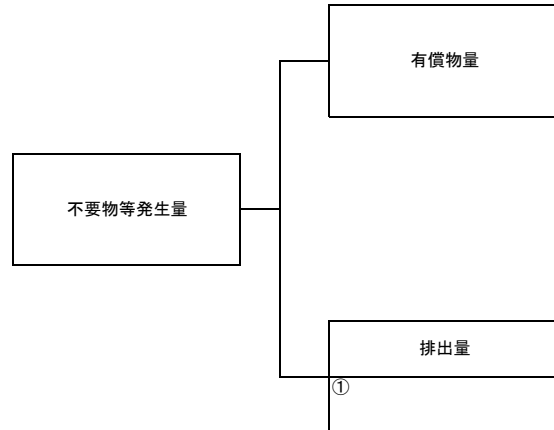 有償物量
不要物等発生量
排出量
①